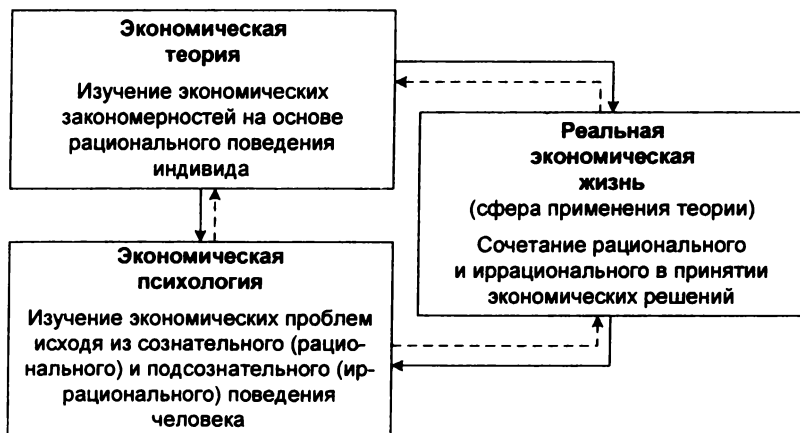 Экономическая
теория
Изучение экономических
закономерностей на основе
рационального поведения
индивида
Реальная
экономическая
жизнь
(сфера применения теории)
Сочетание рационального
и иррационального в принятии
экономических решений
Экономическая
психология
Изучение экономических проблем
исходя из сознательного (рацио-
нального) и подсознательного (ир-
рационального) поведения
человека